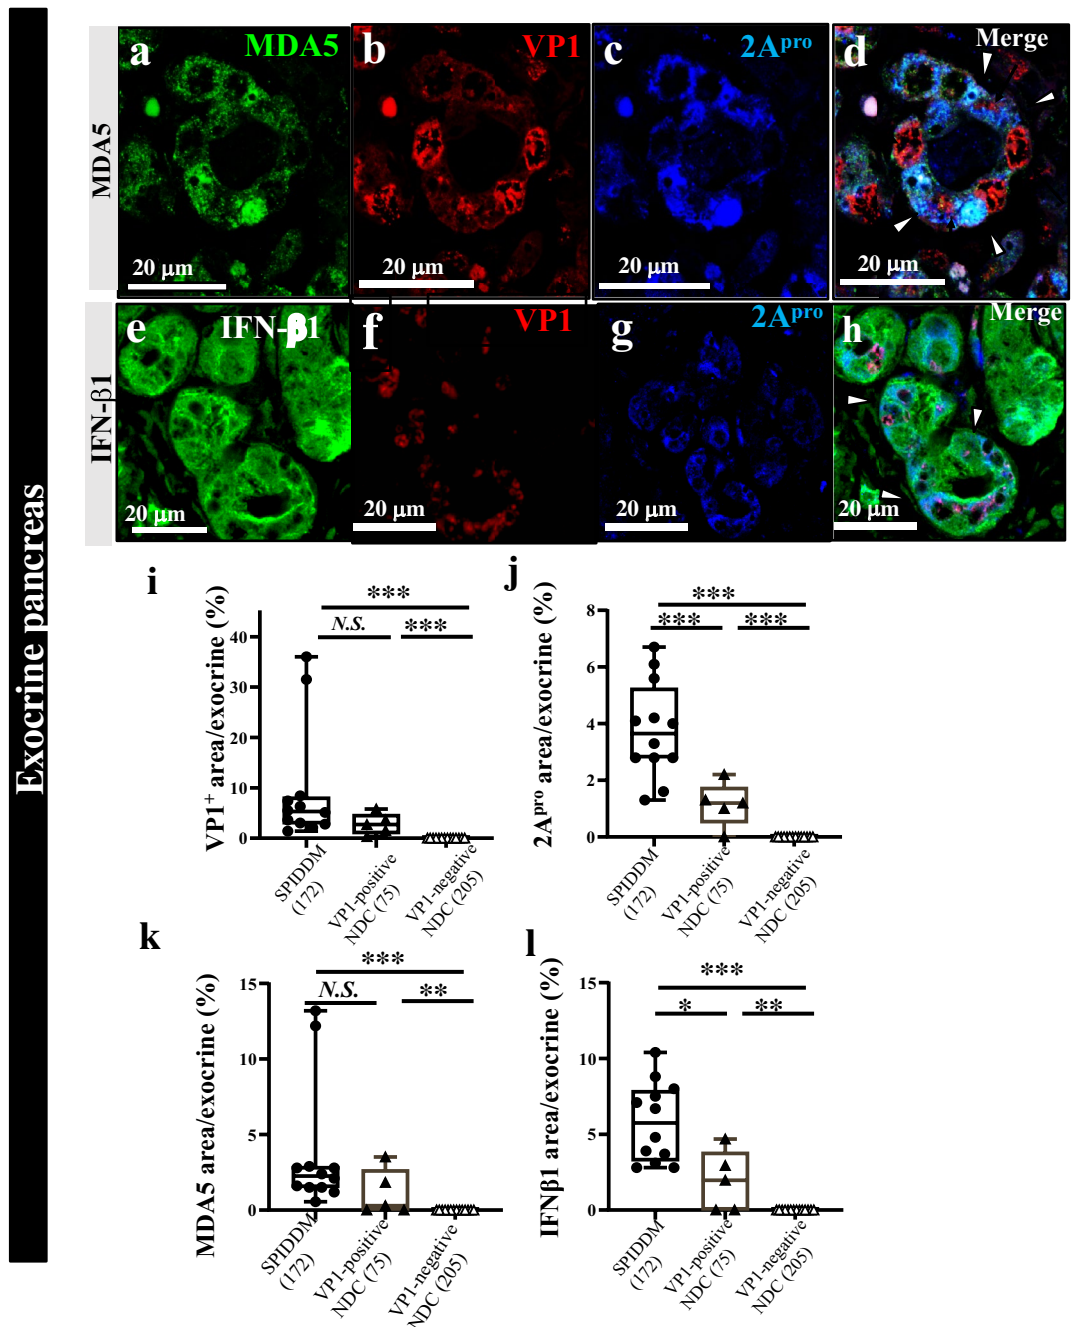 Exocrine pancreas
MDA5
a
MDA5
20 μm
b
VP1
20 μm
c
2Apro
20 μm
d
Merge
20 μm
IFN-β1
e
IFN-β1
20 μm
f
VP1
20 μm
g
2Apro
20 μm
h
Merge
20 μm
i
VP1+ area/exocrine (%)
40
30
20
10
0
***
N.S.
***
SPIDDM
(172)
VP1-positive
NDC (75)
VP1-negative
NDC (205)
j
2Apro area/exocrine (%)
8
6
4
2
0
***
***
***
SPIDDM
(172)
VP1-positive
NDC (75)
VP1-negative
NDC (205)
k
MDA5 area/exocrine (%)
15
10
5
0
***
N.S.
**
SPIDDM
(172)
VP1-positive
NDC (75)
VP1-negative
NDC (205)
l
IFNβ1 area/exocrine (%)
15
10
5
0
***
*
**
SPIDDM
(172)
VP1-positive
NDC (75)
VP1-negative
NDC (205)